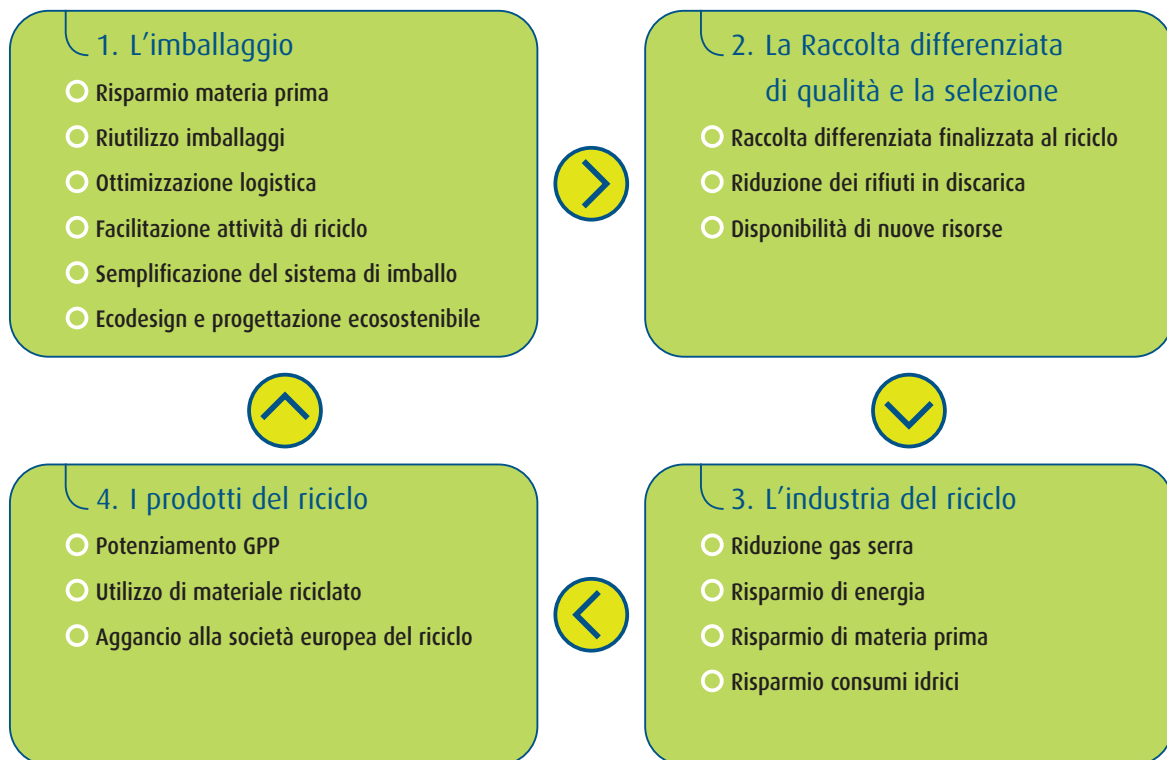 1. L'imballaggio
Risparmio materia prima
Riutilizzo imballaggi
Ottimizzazione logistica
Facilitazione attività di riciclo
Semplificazione del sistema di imballo
Ecodesign e progettazione ecosostenibile
2. La Raccolta differenziata
di qualità e la selezione
Raccolta differenziata finalizzata al riciclo
Riduzione dei rifiuti in discarica
Disponibilità di nuove risorse
3. L'industria del riciclo
Riduzione gas serra
Risparmio di energia
Risparmio di materia prima
Risparmio consumi idrici
4. I prodotti del riciclo
Potenziamento GPP
Utilizzo di materiale riciclato
Aggancio alla società europea del riciclo